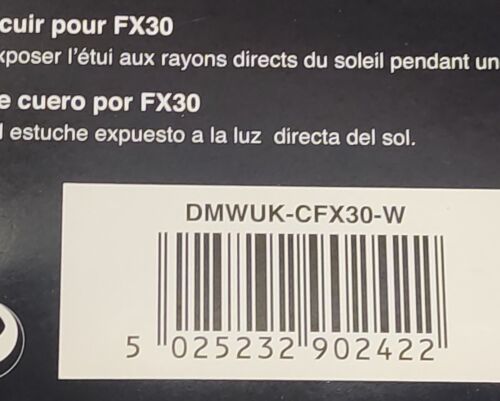 cuir pour FX30
xposer l'étui aux rayons directs du soleil pendant un
e cuero por FX30
l estuche expuesto a la luz directa del sol.
DMWUK-CFX30-W
5 025232 902422